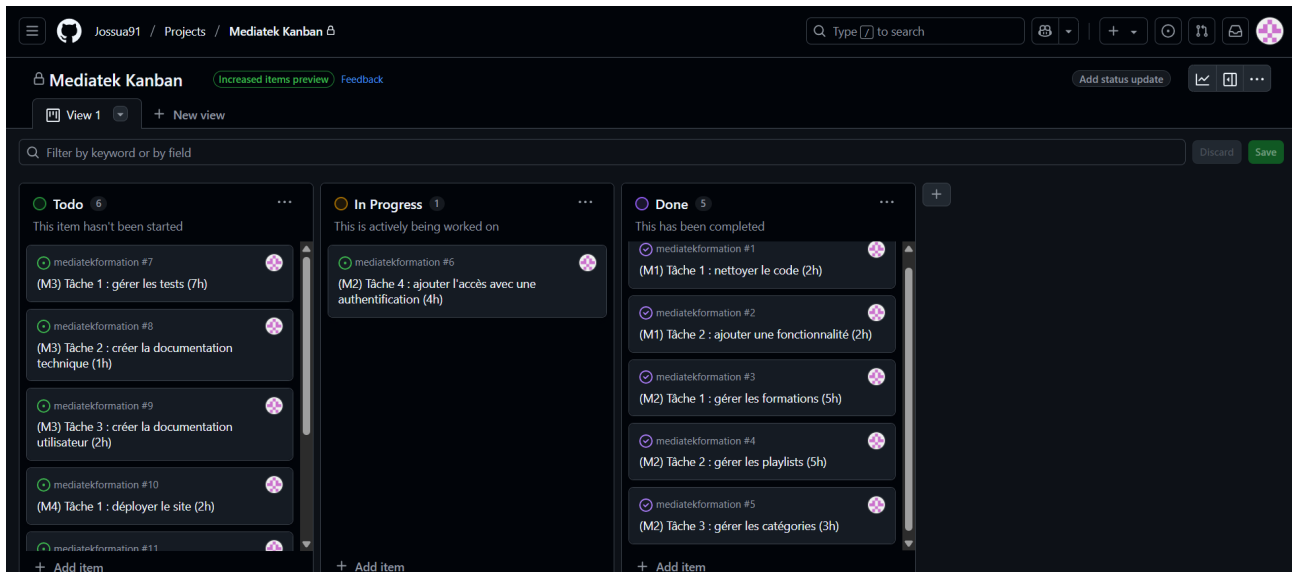 Jossua91 / Projects / Mediatek Kanban
Type / to search
Mediatek Kanban
Increased items preview
Feedback
Add status update
View 1
+ New view
Filter by keyword or by field
Discard
Save
Todo 6
This item hasn't been started
mediatekformation #7
(M3) Tâche 1 : gérer les tests (7h)
mediatekformation #8
(M3) Tâche 2 : créer la documentation
technique (1h)
mediatekformation #9
(M3) Tâche 3 : créer la documentation
utilisateur (2h)
mediatekformation #10
(M4) Tâche 1 : déployer le site (2h)
mediatekformation #11
+ Add item
In Progress 1
This is actively being worked on
mediatekformation #6
(M2) Tâche 4 : ajouter l'accès avec une
authentification (4h)
+ Add item
Done 5
This has been completed
mediatekformation #1
(M1) Tâche 1 : nettoyer le code (2h)
mediatekformation #2
(M1) Tâche 2 : ajouter une fonctionnalité (2h)
mediatekformation #3
(M2) Tâche 1 : gérer les formations (5h)
mediatekformation #4
(M2) Tâche 2 : gérer les playlists (5h)
mediatekformation #5
(M2) Tâche 3 : gérer les catégories (3h)
+ Add item